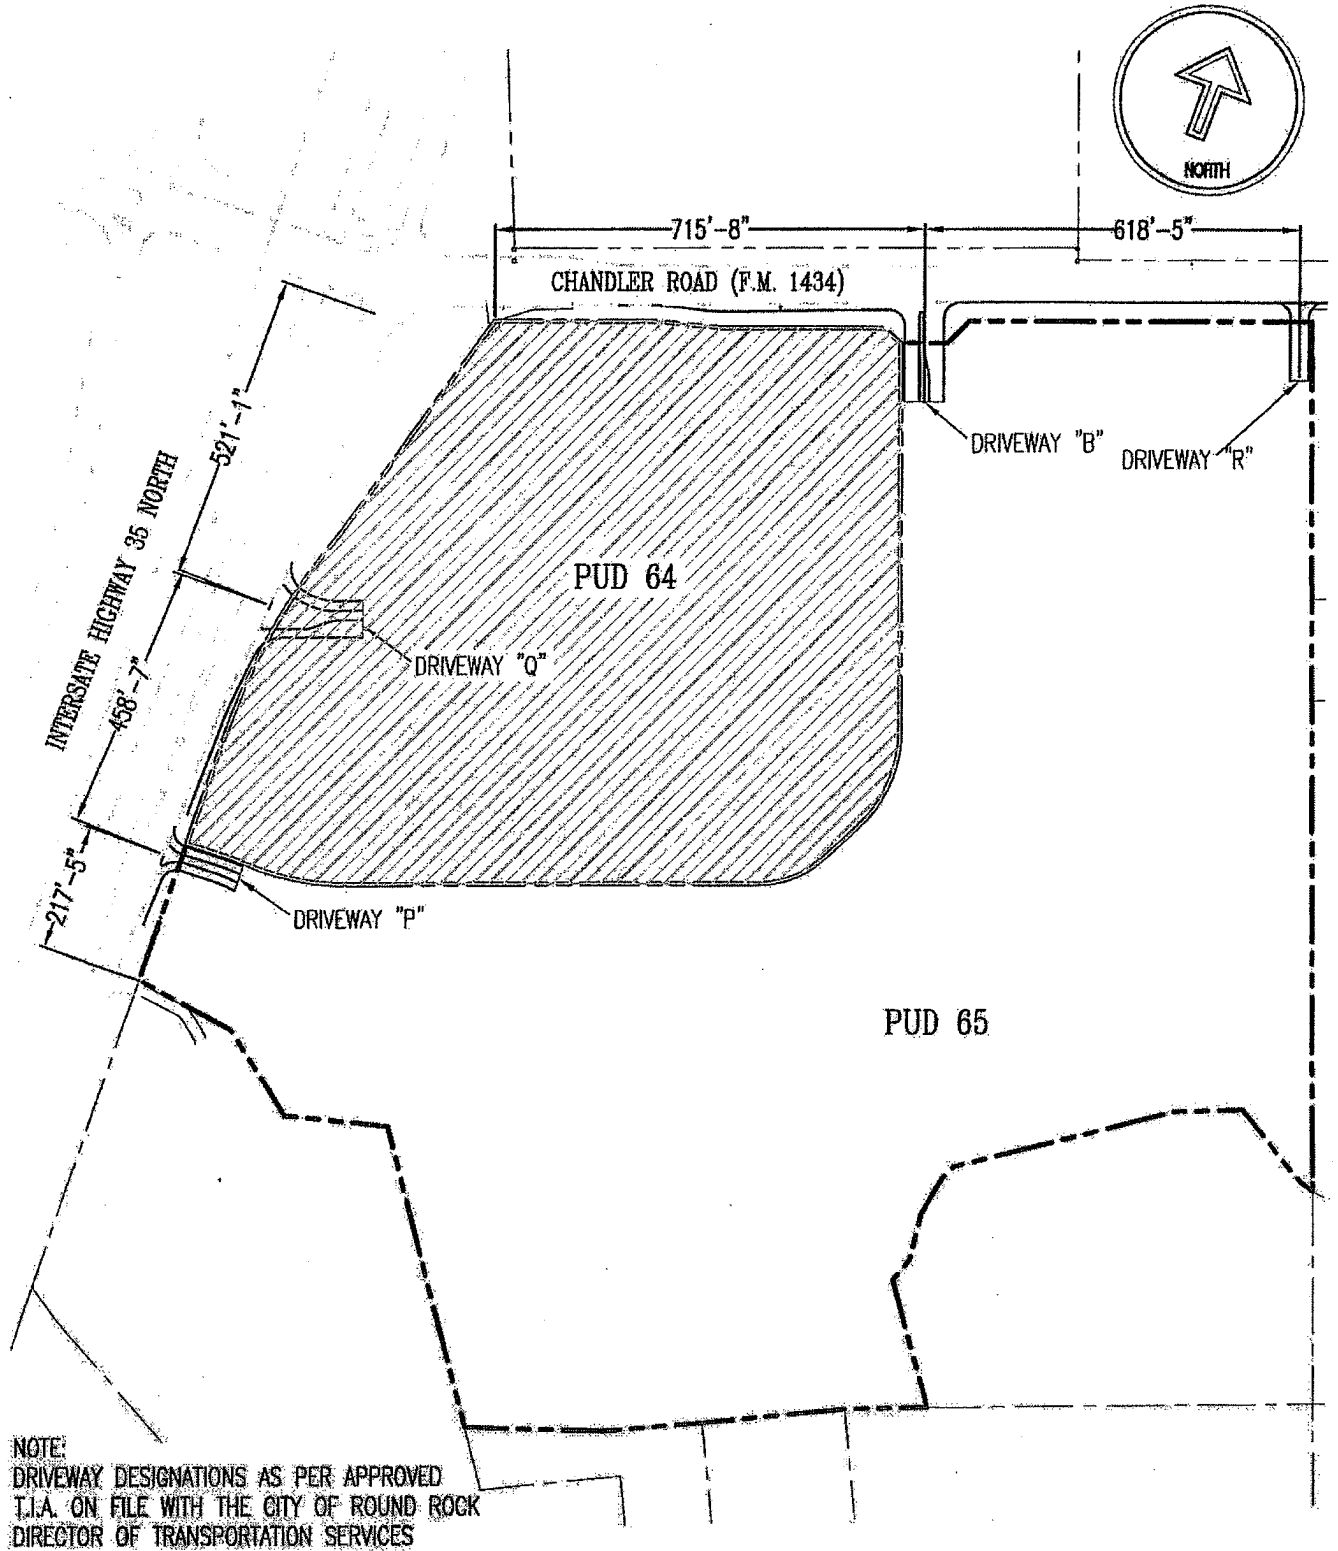 NORTH
715'-8"
618'-5"
CHANDLER ROAD (F.M. 1434)
521'-1"
DRIVEWAY "B"
DRIVEWAY "R"
INTERSATE HIGHWAY 35 NORTH
PUD 64
DRIVEWAY "Q"
458'-7"
217'-5"
DRIVEWAY "P"
PUD 65
NOTE:
DRIVEWAY DESIGNATIONS AS PER APPROVED
T.I.A. ON FILE WITH THE CITY OF ROUND ROCK
DIRECTOR OF TRANSPORTATION SERVICES